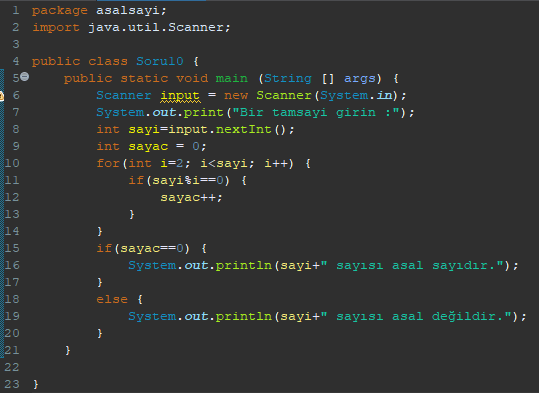 1 package asalsayi;
2 import java.util.Scanner;
3
4 public class Soru10 {
5 public static void main (String [] args) {
6 Scanner input = new Scanner(System.in);
7 System.out.print("Bir tamsayi girin :");
8 int sayi=input.nextInt();
9 int sayac = 0;
10 for(int i=2; i<sayi; i++) {
11 if(sayi%i==0) {
12 sayac++;
13 }
14 }
15 if(sayac==0) {
16 System.out.println(sayi+" sayısı asal sayıdır.");
17 }
18 else {
19 System.out.println(sayi+" sayısı asal değildir.");
20 }
21 }
22
23 }